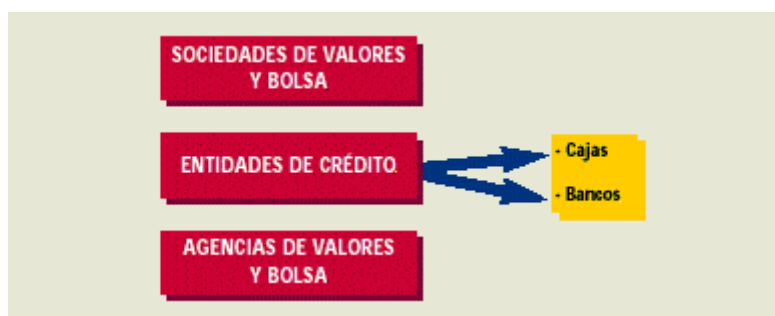 SOCIEDADES DE VALORES
Y BOLSA
ENTIDADES DE CRÉDITO
- Cajas
- Bancos
AGENCIAS DE VALORES
Y BOLSA